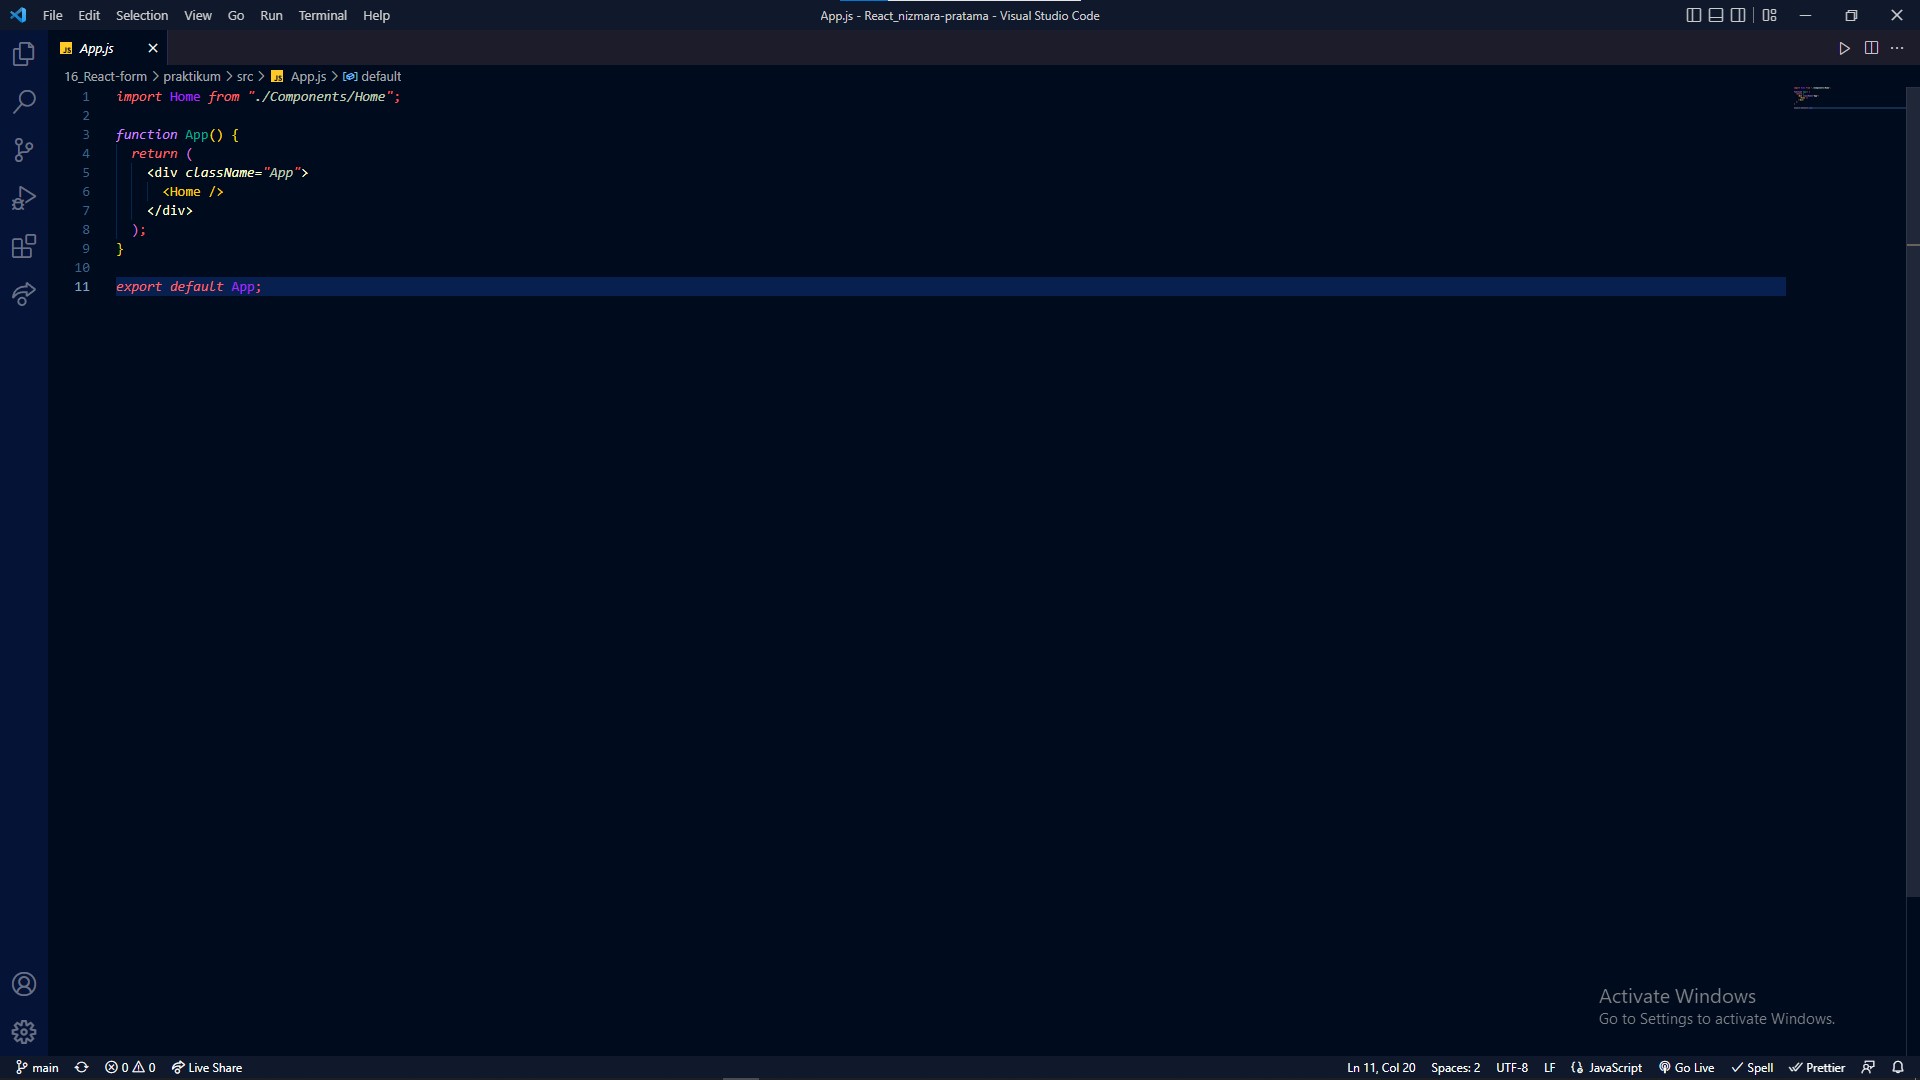 File Edit Selection View Go Run Terminal Help
App.js - React_nizmara-pratama - Visual Studio Code
JS App.js
16_React-form > praktikum > src > JS App.js > default
1 import Home from "./Components/Home";
2
3 function App() {
4 return (
5 <div className="App">
6 <Home />
7 </div>
8 );
9 }
10
11 export default App;
Activate Windows
Go to Settings to activate Windows.
main 0 0 Live Share Ln 11, Col 20 Spaces: 2 UTF-8 LF JavaScript Go Live Spell Prettier